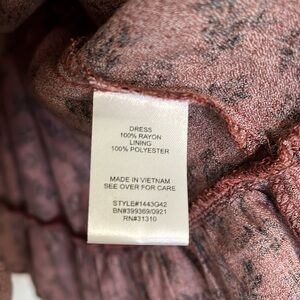 DRESS
100% RAYON
LINING
100% POLYESTER
MADE IN VIETNAM
SEE OVER FOR CARE
STYLE#1443G42
BN#399369/0921
RN#31310